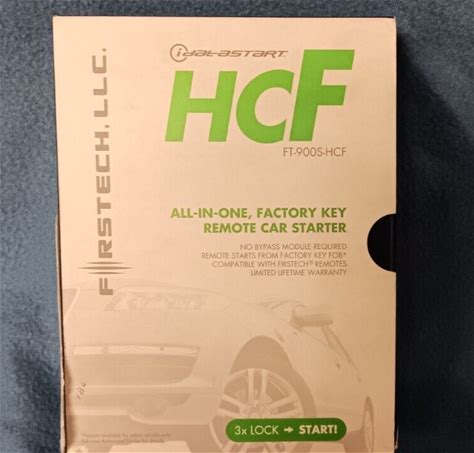 idatastart.
HCF
FT-900S-HCF
FIRSTECH, LLC.
ALL-IN-ONE, FACTORY KEY
REMOTE CAR STARTER
NO BYPASS MODULE REQUIRED
REMOTE STARTS FROM FACTORY KEY FOB*
COMPATIBLE WITH FIRSTECH® REMOTES
LIMITED LIFETIME WARRANTY
3x LOCK → START!